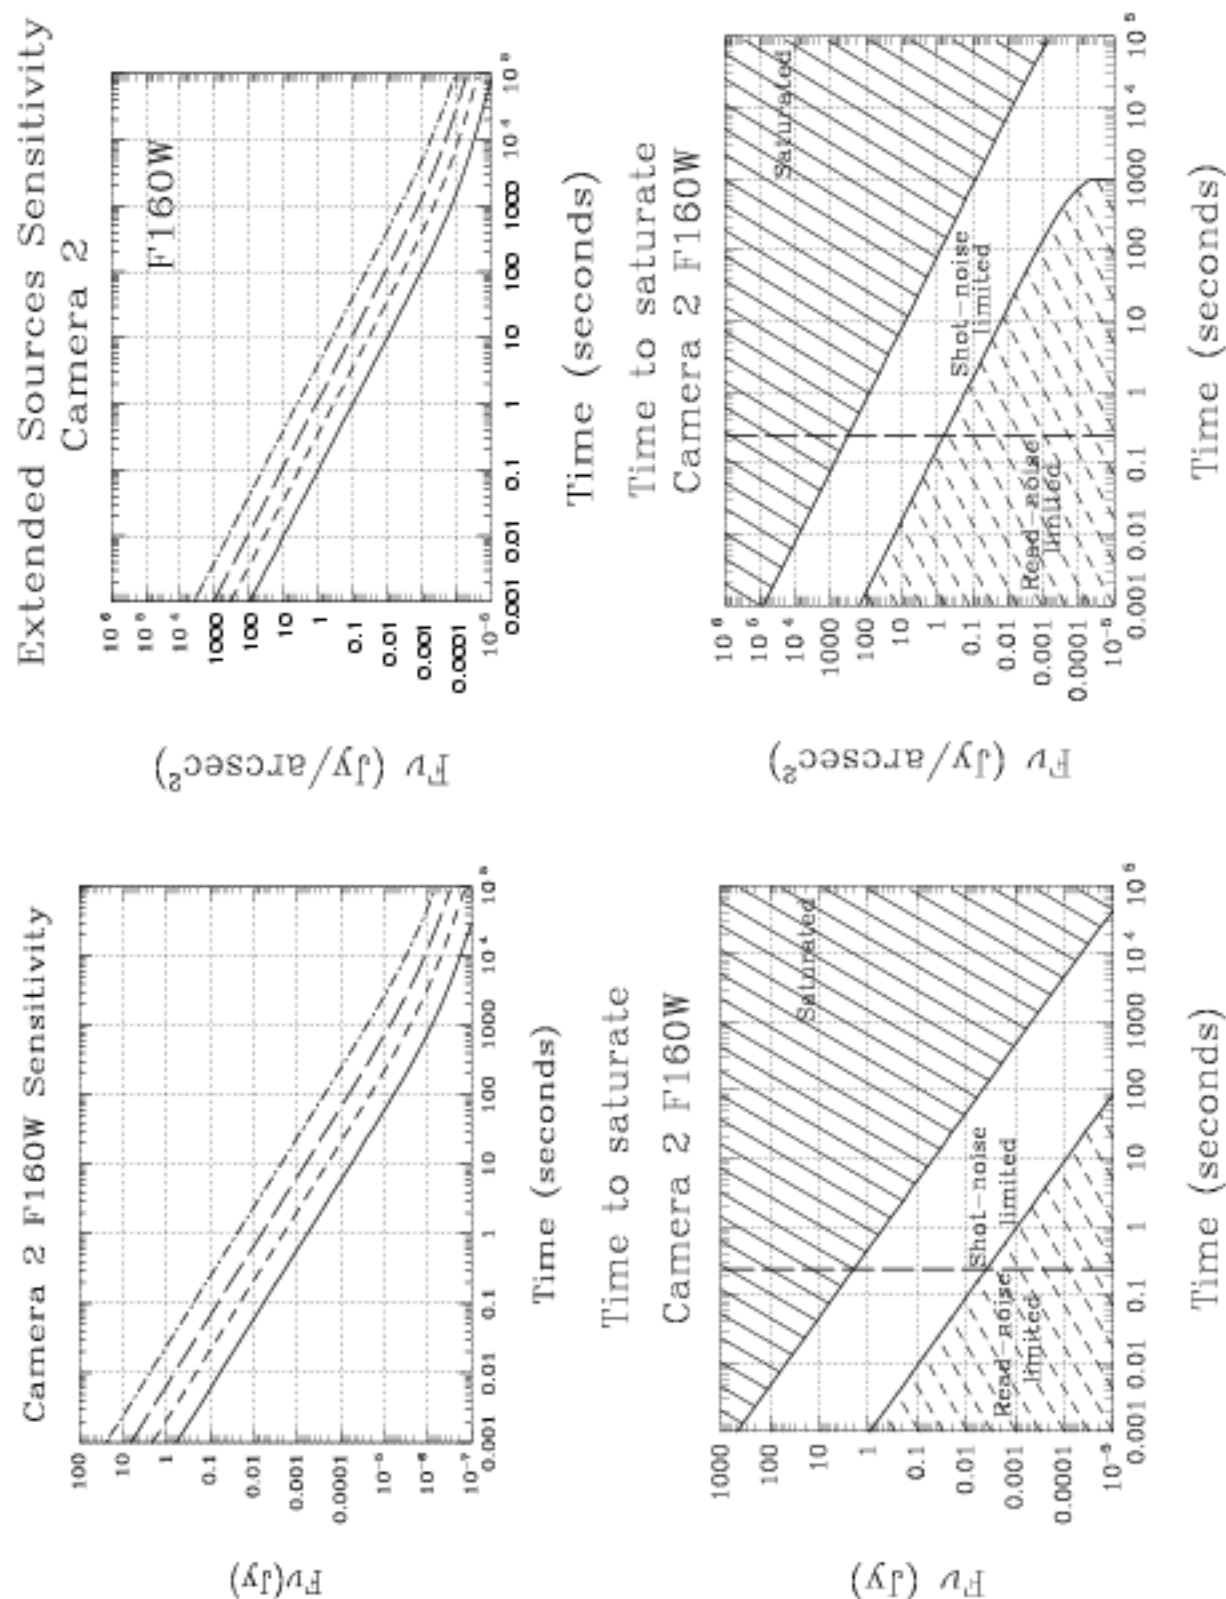 Camera 2 F160W Sensitivity
Fν(Jy)
100
10
1
0.1
0.01
0.001
0.0001
10⁻⁵
10⁻⁶
10⁻⁷
0.001 0.01 0.1 1 10 100 1000 10⁴ 10⁵
Time (seconds)
Extended Sources Sensitivity
Camera 2
F160W
Fν (Jy/arcsec²)
10⁶
10⁵
10⁴
1000
100
10
1
0.1
0.01
0.001
0.0001
10⁻⁵
0.001 0.01 0.1 1 10 100 1000 10⁴ 10⁵
Time (seconds)
Time to saturate
Camera 2 F160W
Fν (Jy)
1000
100
10
1
0.1
0.01
0.001
0.0001
10⁻⁵
Saturated
Shot-noise
limited
Read-noise
limited
0.001 0.01 0.1 1 10 100 1000 10⁴ 10⁵
Time (seconds)
Time to saturate
Camera 2 F160W
Fν (Jy/arcsec²)
10⁶
10⁵
10⁴
1000
100
10
1
0.1
0.01
0.001
0.0001
10⁻⁵
Saturated
Shot-noise
limited
Read-noise
limited
0.001 0.01 0.1 1 10 100 1000 10⁴ 10⁵
Time (seconds)